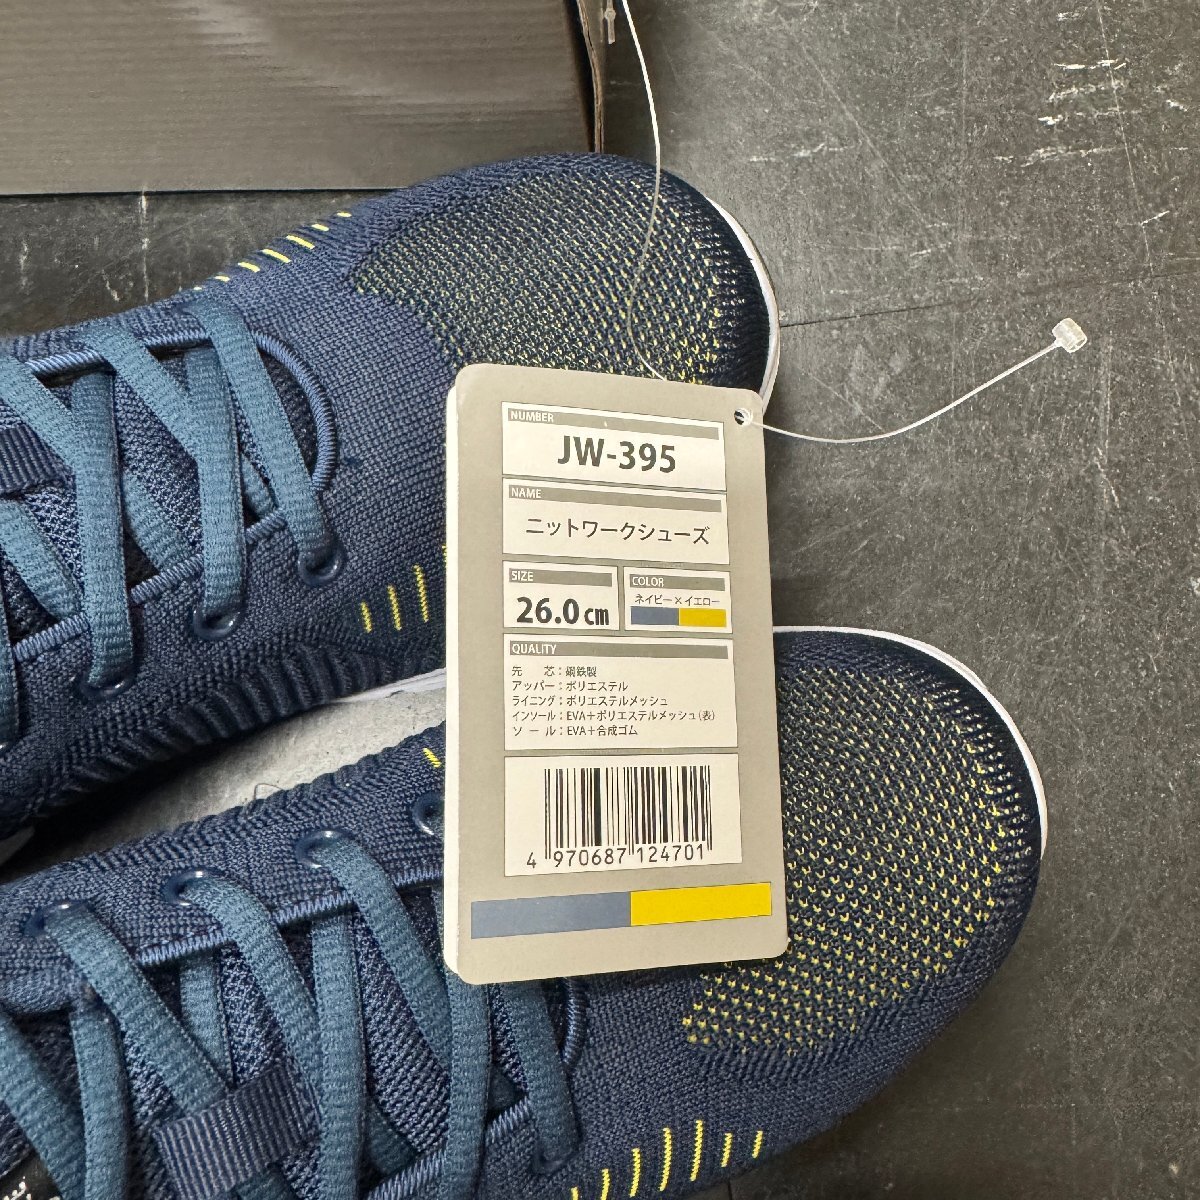 NUMBER
JW-395
NAME
ニットワークシューズ
SIZE
26.0 cm
COLOR
ネイビー×イエロー
QUALITY
先 芯：鋼鉄製
アッパー：ポリエステル
ライニング：ポリエステルメッシュ
インソール：EVA＋ポリエステルメッシュ（表）
ソ ー ル：EVA＋合成ゴム
4 970687 124701